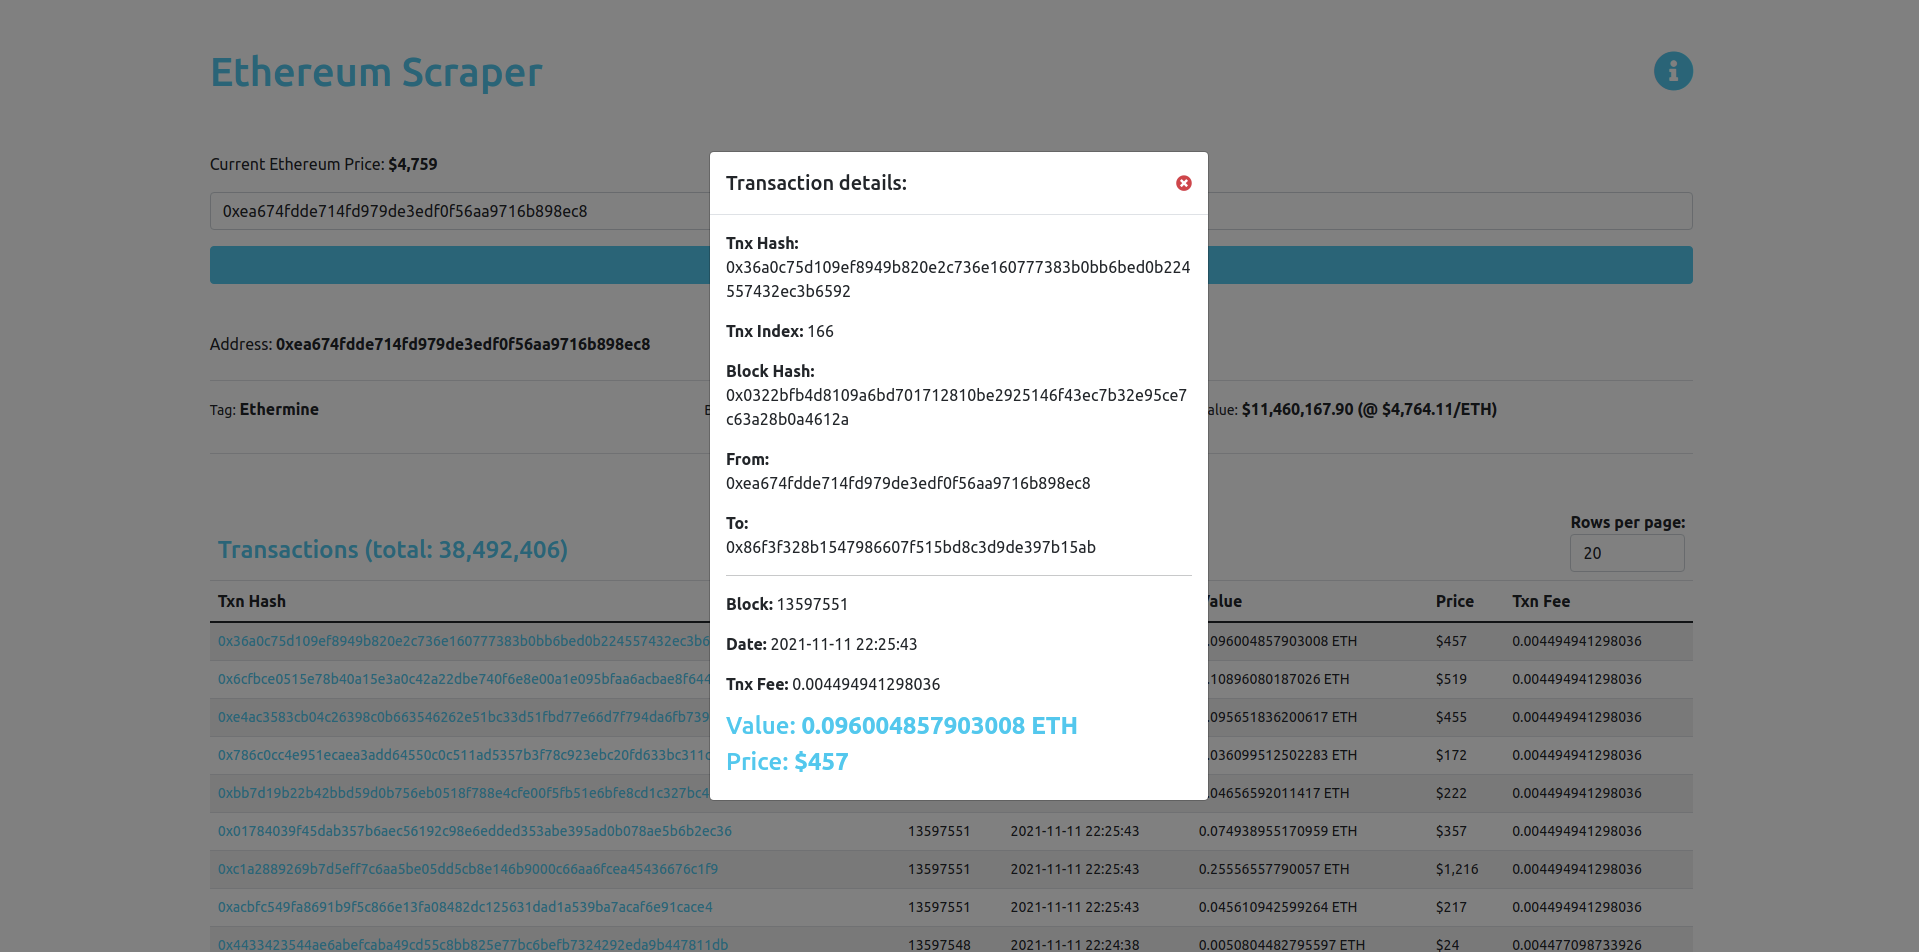 Ethereum Scraper
Current Ethereum Price: $4,759
0xea674fdde714fd979de3edf0f56aa9716b898ec8
Address: 0xea674fdde714fd979de3edf0f56aa9716b898ec8
Tag: Ethermine
$11,460,167.90 (@ $4,764.11/ETH)
Transactions (total: 38,492,406)
Rows per page:
20
Txn Hash Price Txn Fee
0x36a0c75d109ef8949b820e2c736e160777383b0bb6bed0b224557432ec3b6 .096004857903008 ETH $457 0.004494941298036
0x6cfbce0515e78b40a15e3a0c42a22dbe740f6e8e00a1e095bfaa6acbae8f644 .10896080187026 ETH $519 0.004494941298036
0xe4ac3583cb04c26398c0b663546262e51bc33d51fbd77e66d7f794da6fb739 .095651836200617 ETH $455 0.004494941298036
0x786c0cc4e951ecaea3add64550c0c511ad5357b3f78c923ebc20fd633bc311c .036099512502283 ETH $172 0.004494941298036
0xbb7d19b22b42bbd59d0b756eb0518f788e4cfe00f5fb51e6bfe8cd1c327bc4 .04656592011417 ETH $222 0.004494941298036
0x01784039f45dab357b6aec56192c98e6edded353abe395ad0b078ae5b6b2ec36 13597551 2021-11-11 22:25:43 0.074938955170959 ETH $357 0.004494941298036
0xc1a2889269b7d5eff7c6aa5be05dd5cb8e146b9000c66aa6fcea45436676c1f9 13597551 2021-11-11 22:25:43 0.25556557790057 ETH $1,216 0.004494941298036
0xacbfc549fa8691b9f5c866e13fa08482dc125631dad1a539ba7acaf6e91cace4 13597551 2021-11-11 22:25:43 0.045610942599264 ETH $217 0.004494941298036
0x4433423544ae6abefcaba49cd55c8bb825e77bc6befb7324292eda9b447811db 13597548 2021-11-11 22:24:38 0.0050804482795597 ETH $24 0.004477098733926
Transaction details:
Tnx Hash:
0x36a0c75d109ef8949b820e2c736e160777383b0bb6bed0b224
557432ec3b6592
Tnx Index: 166
Block Hash:
0x0322bfb4d8109a6bd701712810be2925146f43ec7b32e95ce7
c63a28b0a4612a
From:
0xea674fdde714fd979de3edf0f56aa9716b898ec8
To:
0x86f3f328b1547986607f515bd8c3d9de397b15ab
Block: 13597551
Date: 2021-11-11 22:25:43
Tnx Fee: 0.004494941298036
Value: 0.096004857903008 ETH
Price: $457